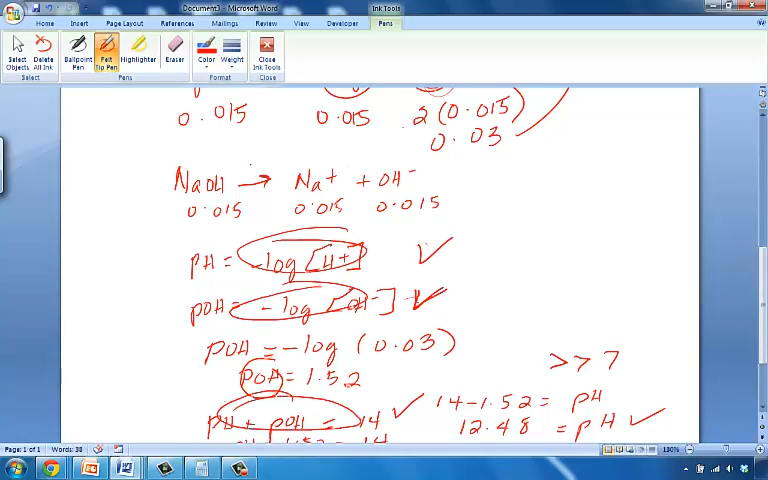 Document3 - Microsoft Word
Ink Tools
Home Insert Page Layout References Mailings Review View Developer Pens
Select Objects
Delete All Ink
Ballpoint Pen
Felt Tip Pen
Highlighter
Eraser
Color
Weight
Close Ink Tools
Select Pens Format Close
0.015 0.015 2(0.015)
0.03
NaOH → Na+ + OH-
0.015 0.015 0.015
pH = -log [H+] ✓
pOH = -log [OH-] ✓
pOH = -log (0.03)
>> 7
pOH = 1.52
14-1.52 = pH
pH + pOH = 14 ✓
12.48 = pH ✓
Page: 1 of 1 Words: 38